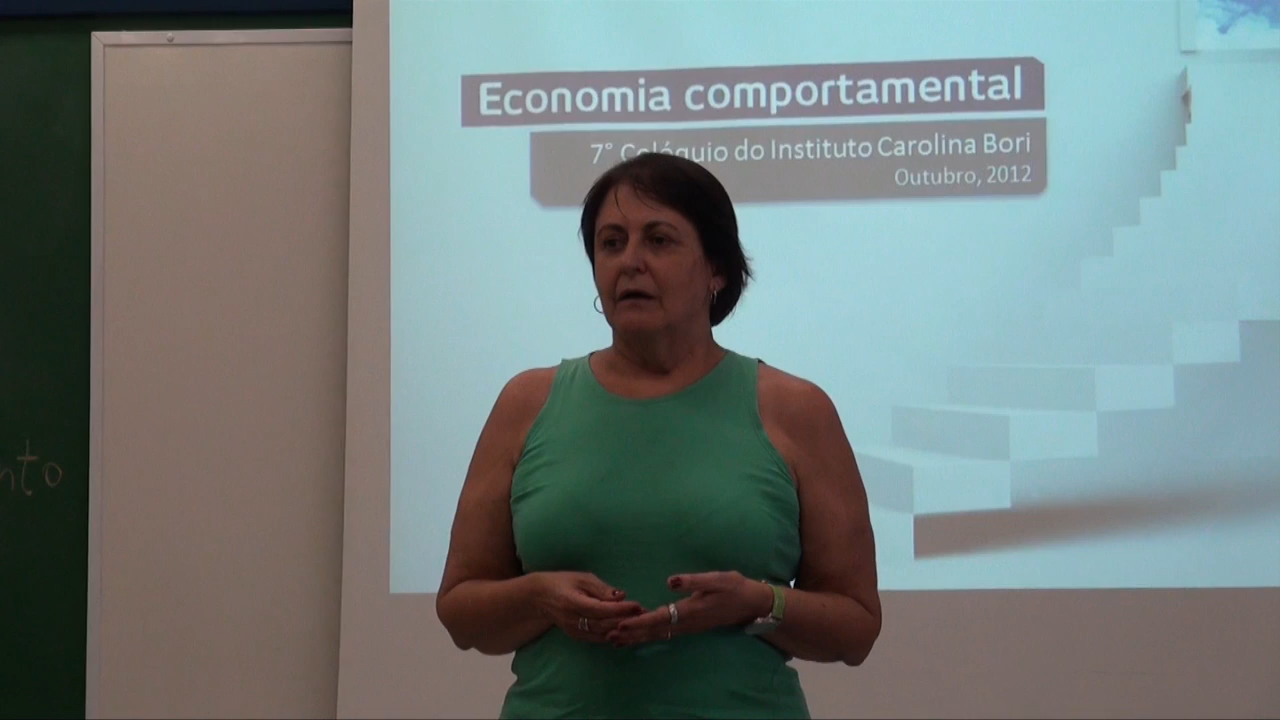 Economia comportamental
7° Colóquio do Instituto Carolina Bori
Outubro, 2012
nto